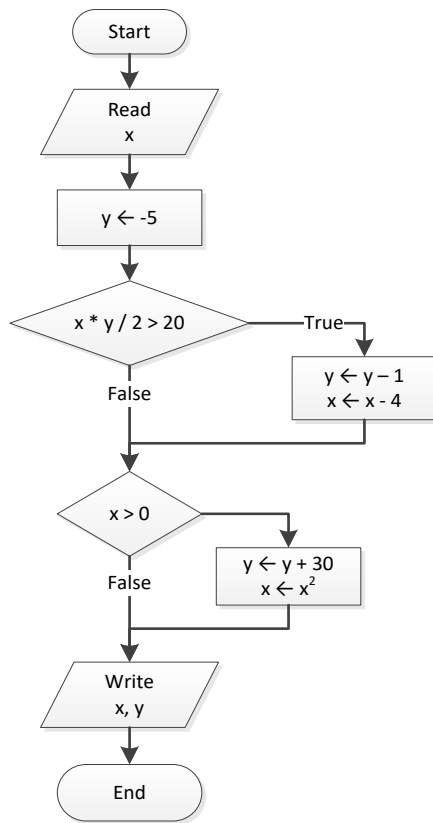 Start
Read
x
y ← -5
x * y / 2 > 20
True
y ← y – 1
x ← x - 4
False
x > 0
y ← y + 30
x ← x²
False
Write
x, y
End